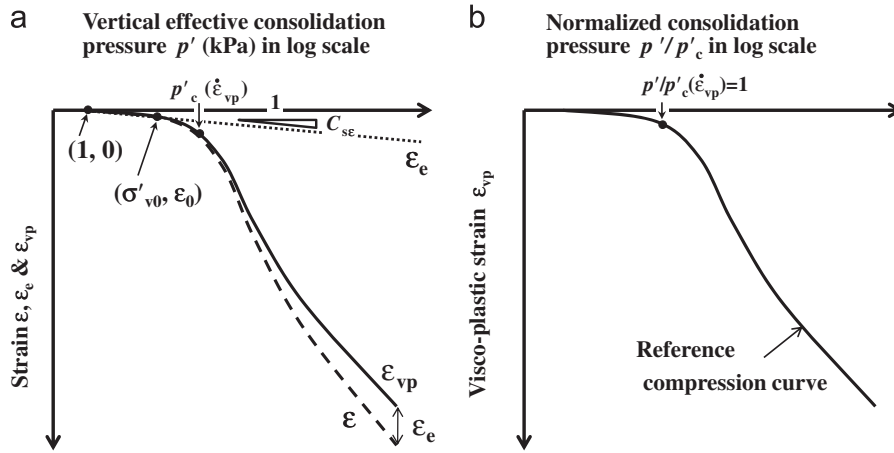 a
Vertical effective consolidation
pressure p′ (kPa) in log scale
p′c (ε̇vp)
1
Csε
(1, 0)
εe
(σ′v0, ε0)
Strain ε, εe & εvp
εvp
ε
εe
b
Normalized consolidation
pressure p′/p′c in log scale
p′/p′c(ε̇vp)=1
Visco-plastic strain εvp
Reference
compression curve